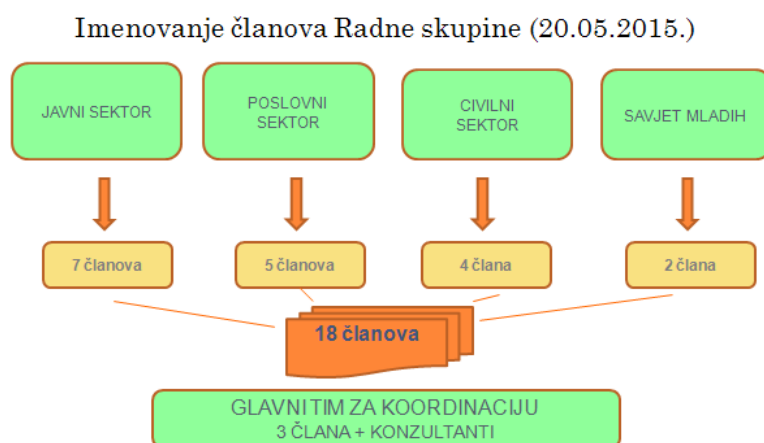 Imenovanje članova Radne skupine (20.05.2015.)
JAVNI SEKTOR
POSLOVNI
SEKTOR
CIVILNI
SEKTOR
SAVJET MLADIH
7 članova
5 članova
4 člana
2 člana
18 članova
GLAVNI TIM ZA KOORDINACIJU
3 ČLANA + KONZULTANTI